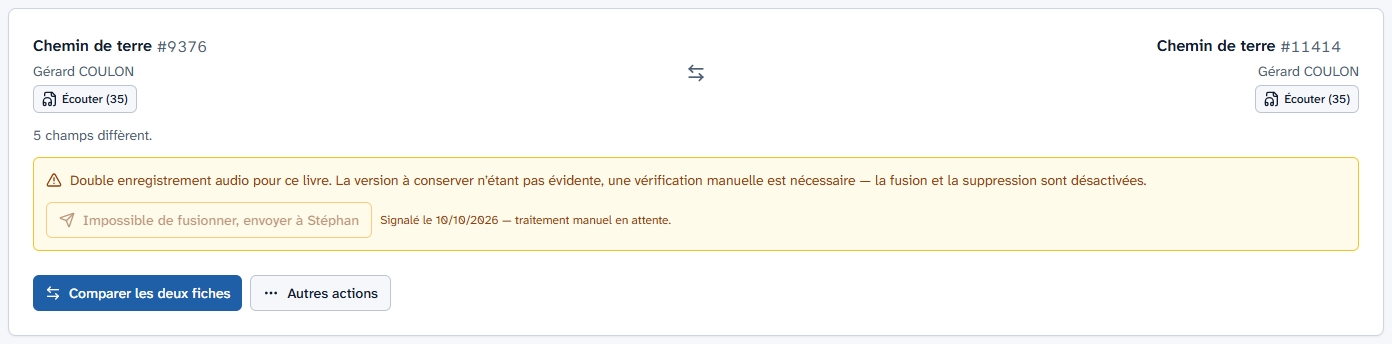 Chemin de terre #9376
Chemin de terre #11414
Gérard COULON
Gérard COULON
Écouter (35)
Écouter (35)
5 champs diffèrent.
Double enregistrement audio pour ce livre. La version à conserver n'étant pas évidente, une vérification manuelle est nécessaire — la fusion et la suppression sont désactivées.
Impossible de fusionner, envoyer à Stéphan
Signalé le 10/10/2026 — traitement manuel en attente.
Comparer les deux fiches
Autres actions